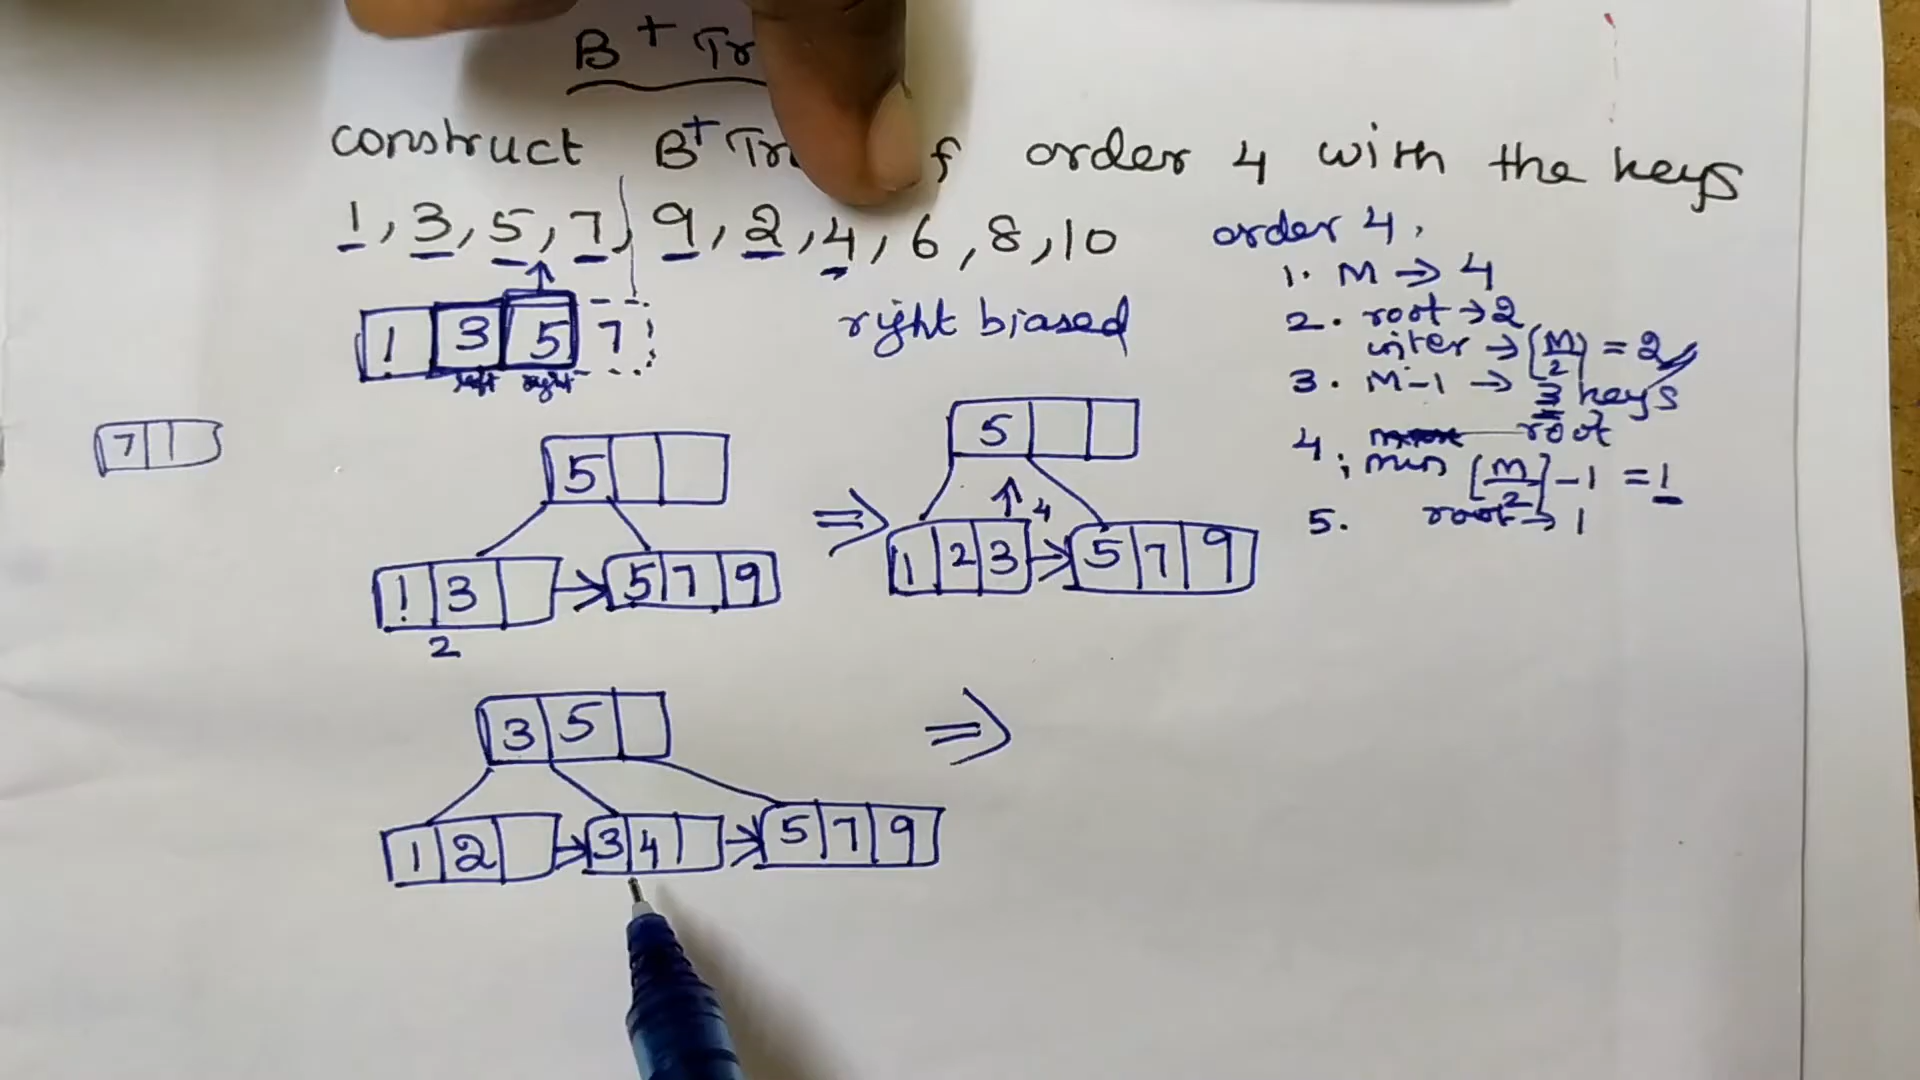 B+ Tr
construct B+ Tr f order 4 with the keys
1, 3, 5, 7, 9, 2, 4, 6, 8, 10
order 4,
1. M → 4
1 3 5 7
left right
right biased
2. root → 2
inter → [M/2] = 2
3. M-1 → 3 keys
4. root
; min [m/2] - 1 = 1
5. root → 1
7
5
1 3 → 5 7 9
2
⇒
5
↑ 4
1 2 3 → 5 7 9
3 5
1 2 → 3 4 → 5 7 9
⇒